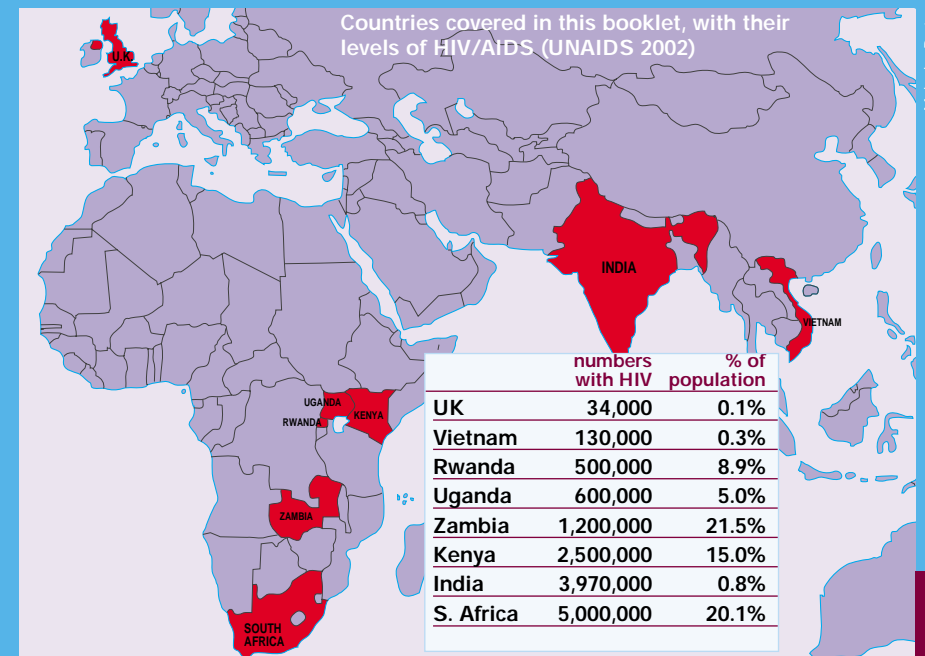 Countries covered in this booklet, with their
levels of HIV/AIDS (UNAIDS 2002)
U.K
INDIA
VIETNAM
UGANDA
KENYA
RWANDA
ZAMBIA
SOUTH
AFRICA
numbers % of
with HIV population
UK 34,000 0.1%
Vietnam 130,000 0.3%
Rwanda 500,000 8.9%
Uganda 600,000 5.0%
Zambia 1,200,000 21.5%
Kenya 2,500,000 15.0%
India 3,970,000 0.8%
S. Africa 5,000,000 20.1%